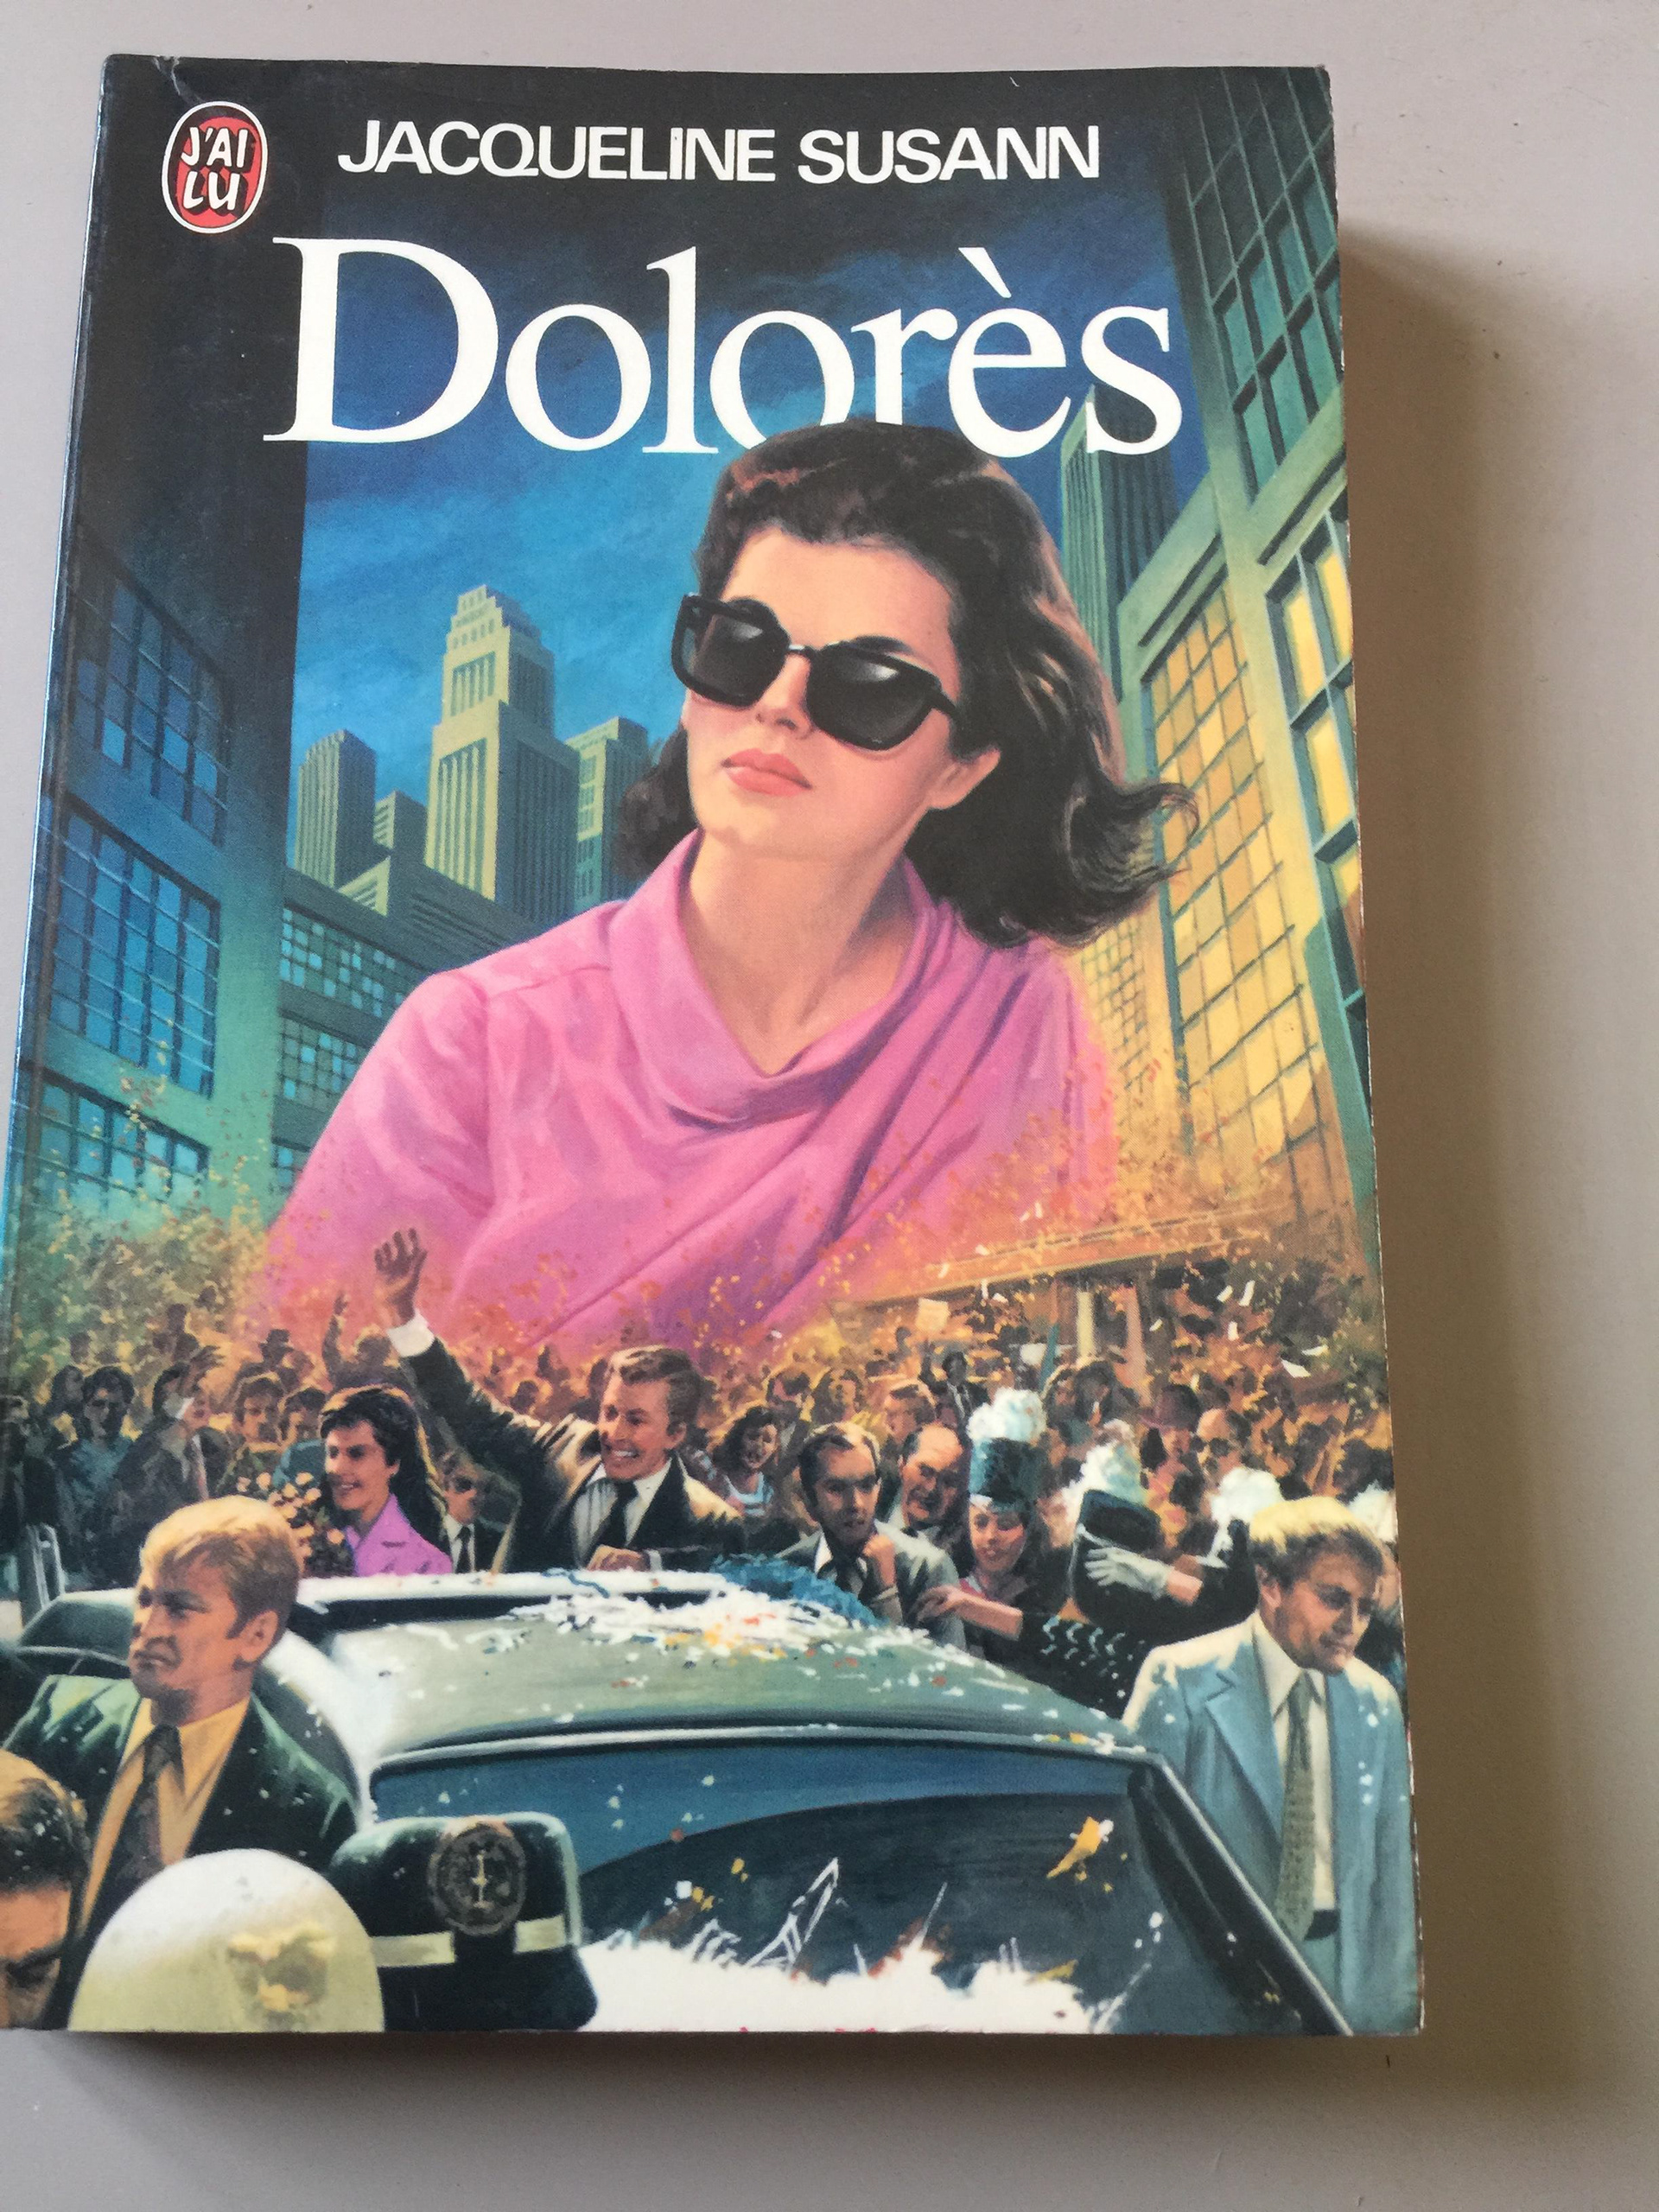 J'AI
LU
JACQUELINE SUSANN
Dolorès